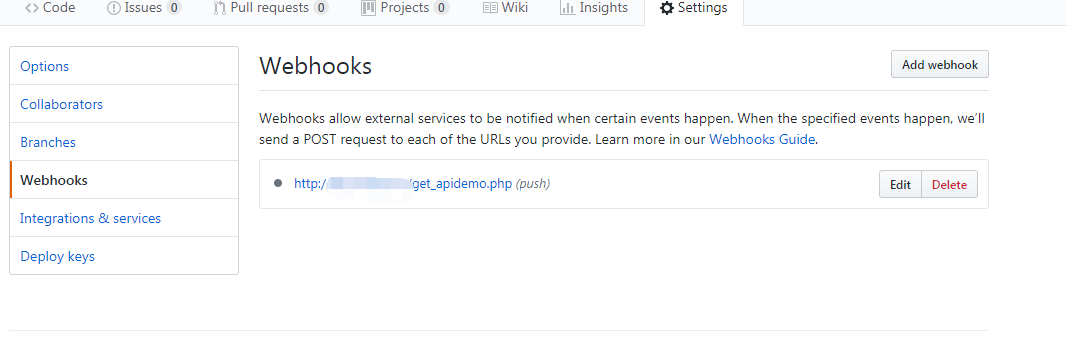 Code Issues 0 Pull requests 0 Projects 0 Wiki Insights Settings
Options
Collaborators
Branches
Webhooks
Integrations & services
Deploy keys
Webhooks
Add webhook
Webhooks allow external services to be notified when certain events happen. When the specified events happen, we'll
send a POST request to each of the URLs you provide. Learn more in our Webhooks Guide.
http:/ /get_apidemo.php (push)
Edit Delete